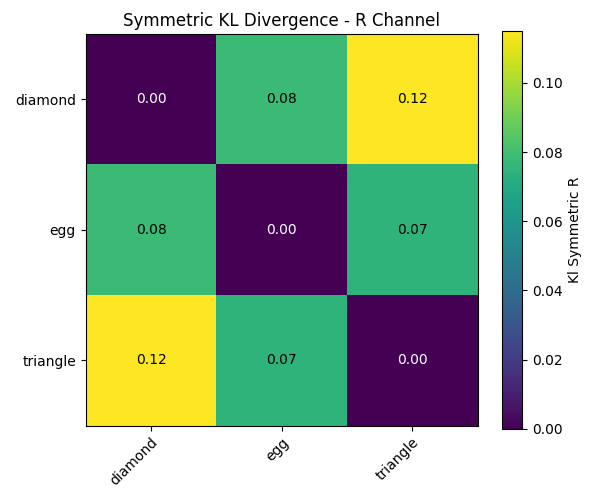 Symmetric KL Divergence - R Channel
diamond 0.00 0.08 0.12
egg 0.08 0.00 0.07
triangle 0.12 0.07 0.00
diamond egg triangle
0.10
0.08
0.06
0.04
0.02
0.00
Kl Symmetric R